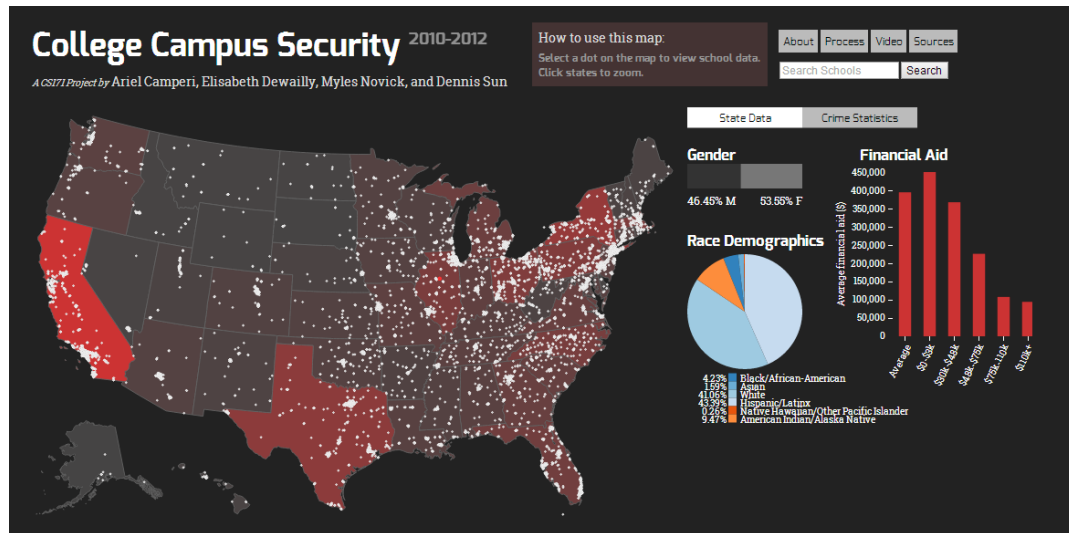 College Campus Security 2010-2012
A CS171 Project by Ariel Camperi, Elisabeth Dewailly, Myles Novick, and Dennis Sun
How to use this map:
Select a dot on the map to view school data.
Click states to zoom.
About Process Video Sources
Search Schools Search
State Data Crime Statistics
Gender
46.45% M 53.55% F
Race Demographics
4.23% Black/African-American
1.59% Asian
41.06% White
43.39% Hispanic/Latinx
0.26% Native Hawaiian/Other Pacific Islander
9.47% American Indian/Alaska Native
Financial Aid
Average financial aid ($)
450,000
400,000
350,000
300,000
250,000
200,000
150,000
100,000
50,000
0
Average
$30k-$48k
$48k-$75k
$75k-110k
$110k+